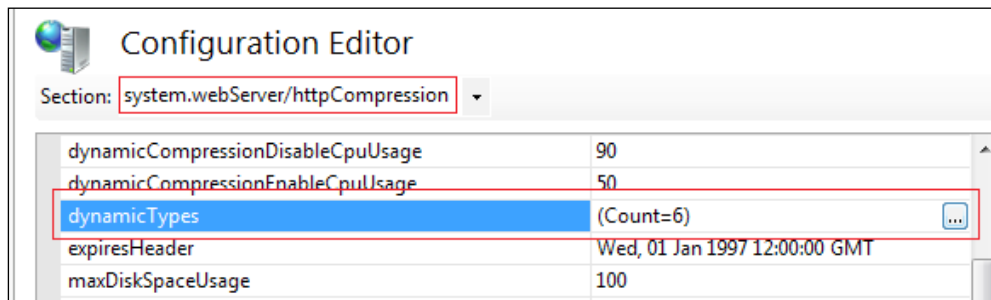 Configuration Editor
Section: system.webServer/httpCompression
dynamicCompressionDisableCpuUsage 90
dynamicCompressionEnableCpuUsage 50
dynamicTypes (Count=6) ...
expiresHeader Wed, 01 Jan 1997 12:00:00 GMT
maxDiskSpaceUsage 100